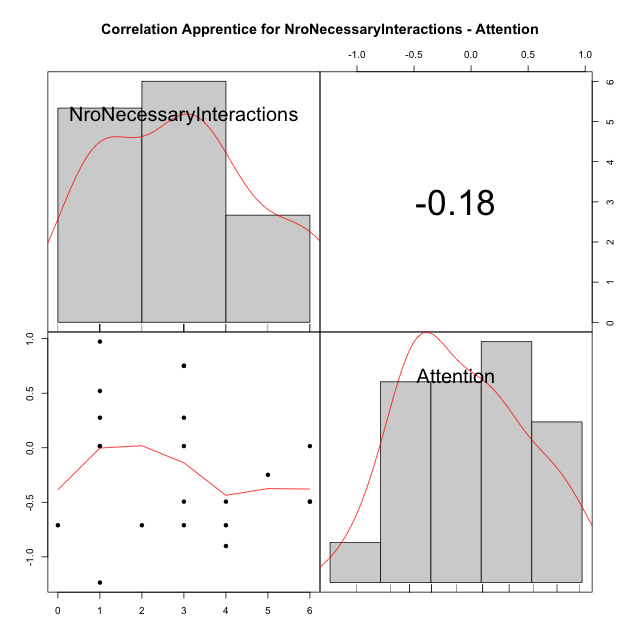 Correlation Apprentice for NroNecessaryInteractions - Attention
-1.0 -0.5 0.0 0.5 1.0
NroNecessaryInteractions
-0.18
6
5
4
3
2
1
0
1.0
0.5
0.0
-0.5
-1.0
Attention
0 1 2 3 4 5 6